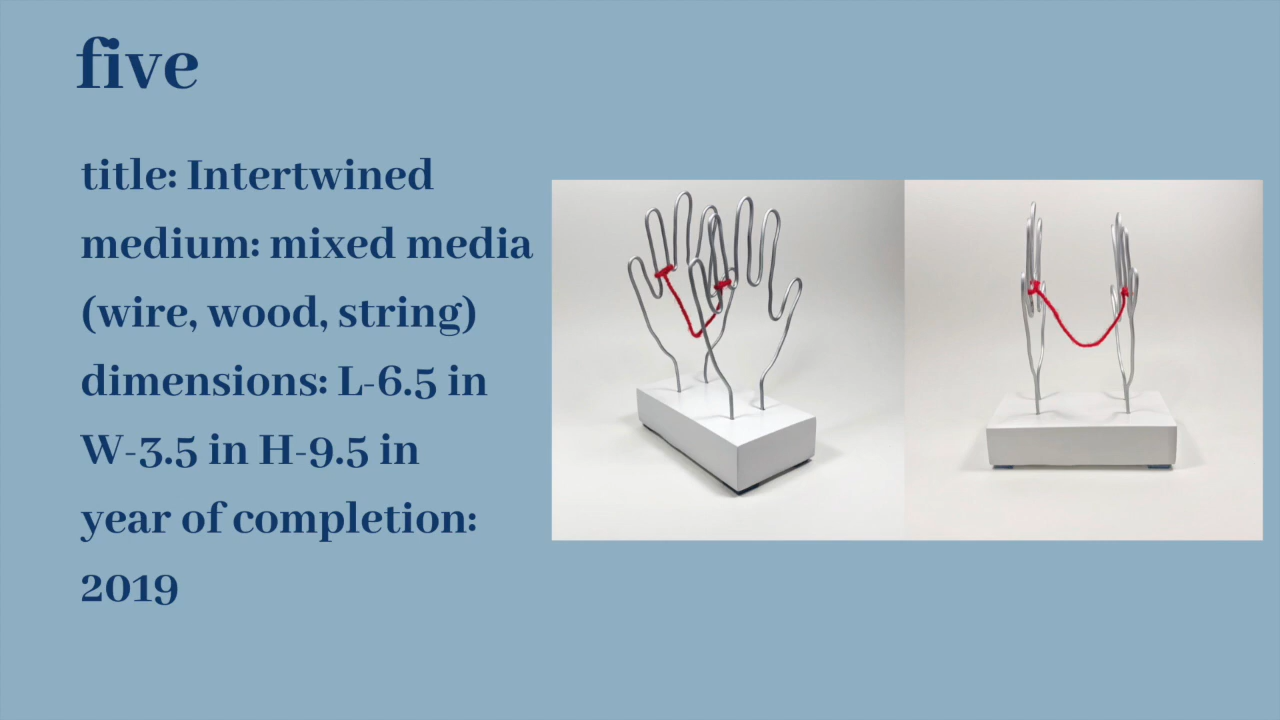 five
title: Intertwined
medium: mixed media
(wire, wood, string)
dimensions: L-6.5 in
W-3.5 in H-9.5 in
year of completion:
2019